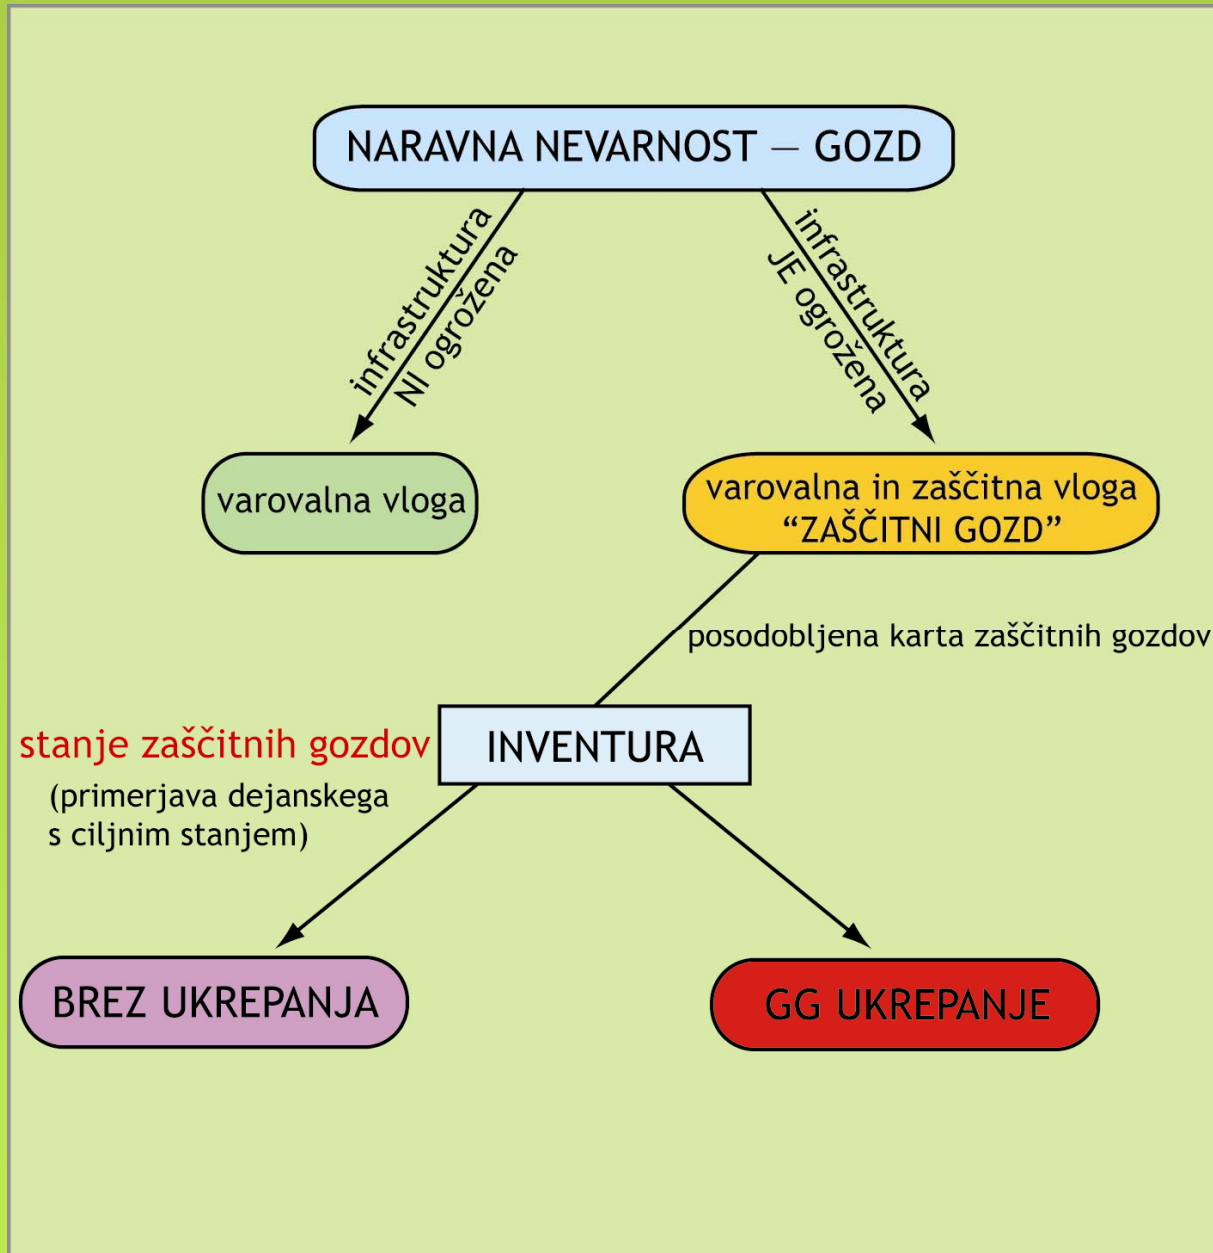 NARAVNA NEVARNOST – GOZD
infrastruktura
NI ogrožena
infrastruktura
JE ogrožena
varovalna vloga
varovalna in zaščitna vloga
“ZAŠČITNI GOZD”
posodobljena karta zaščitnih gozdov
stanje zaščitnih gozdov
(primerjava dejanskega
s ciljnim stanjem)
INVENTURA
BREZ UKREPANJA
GG UKREPANJE